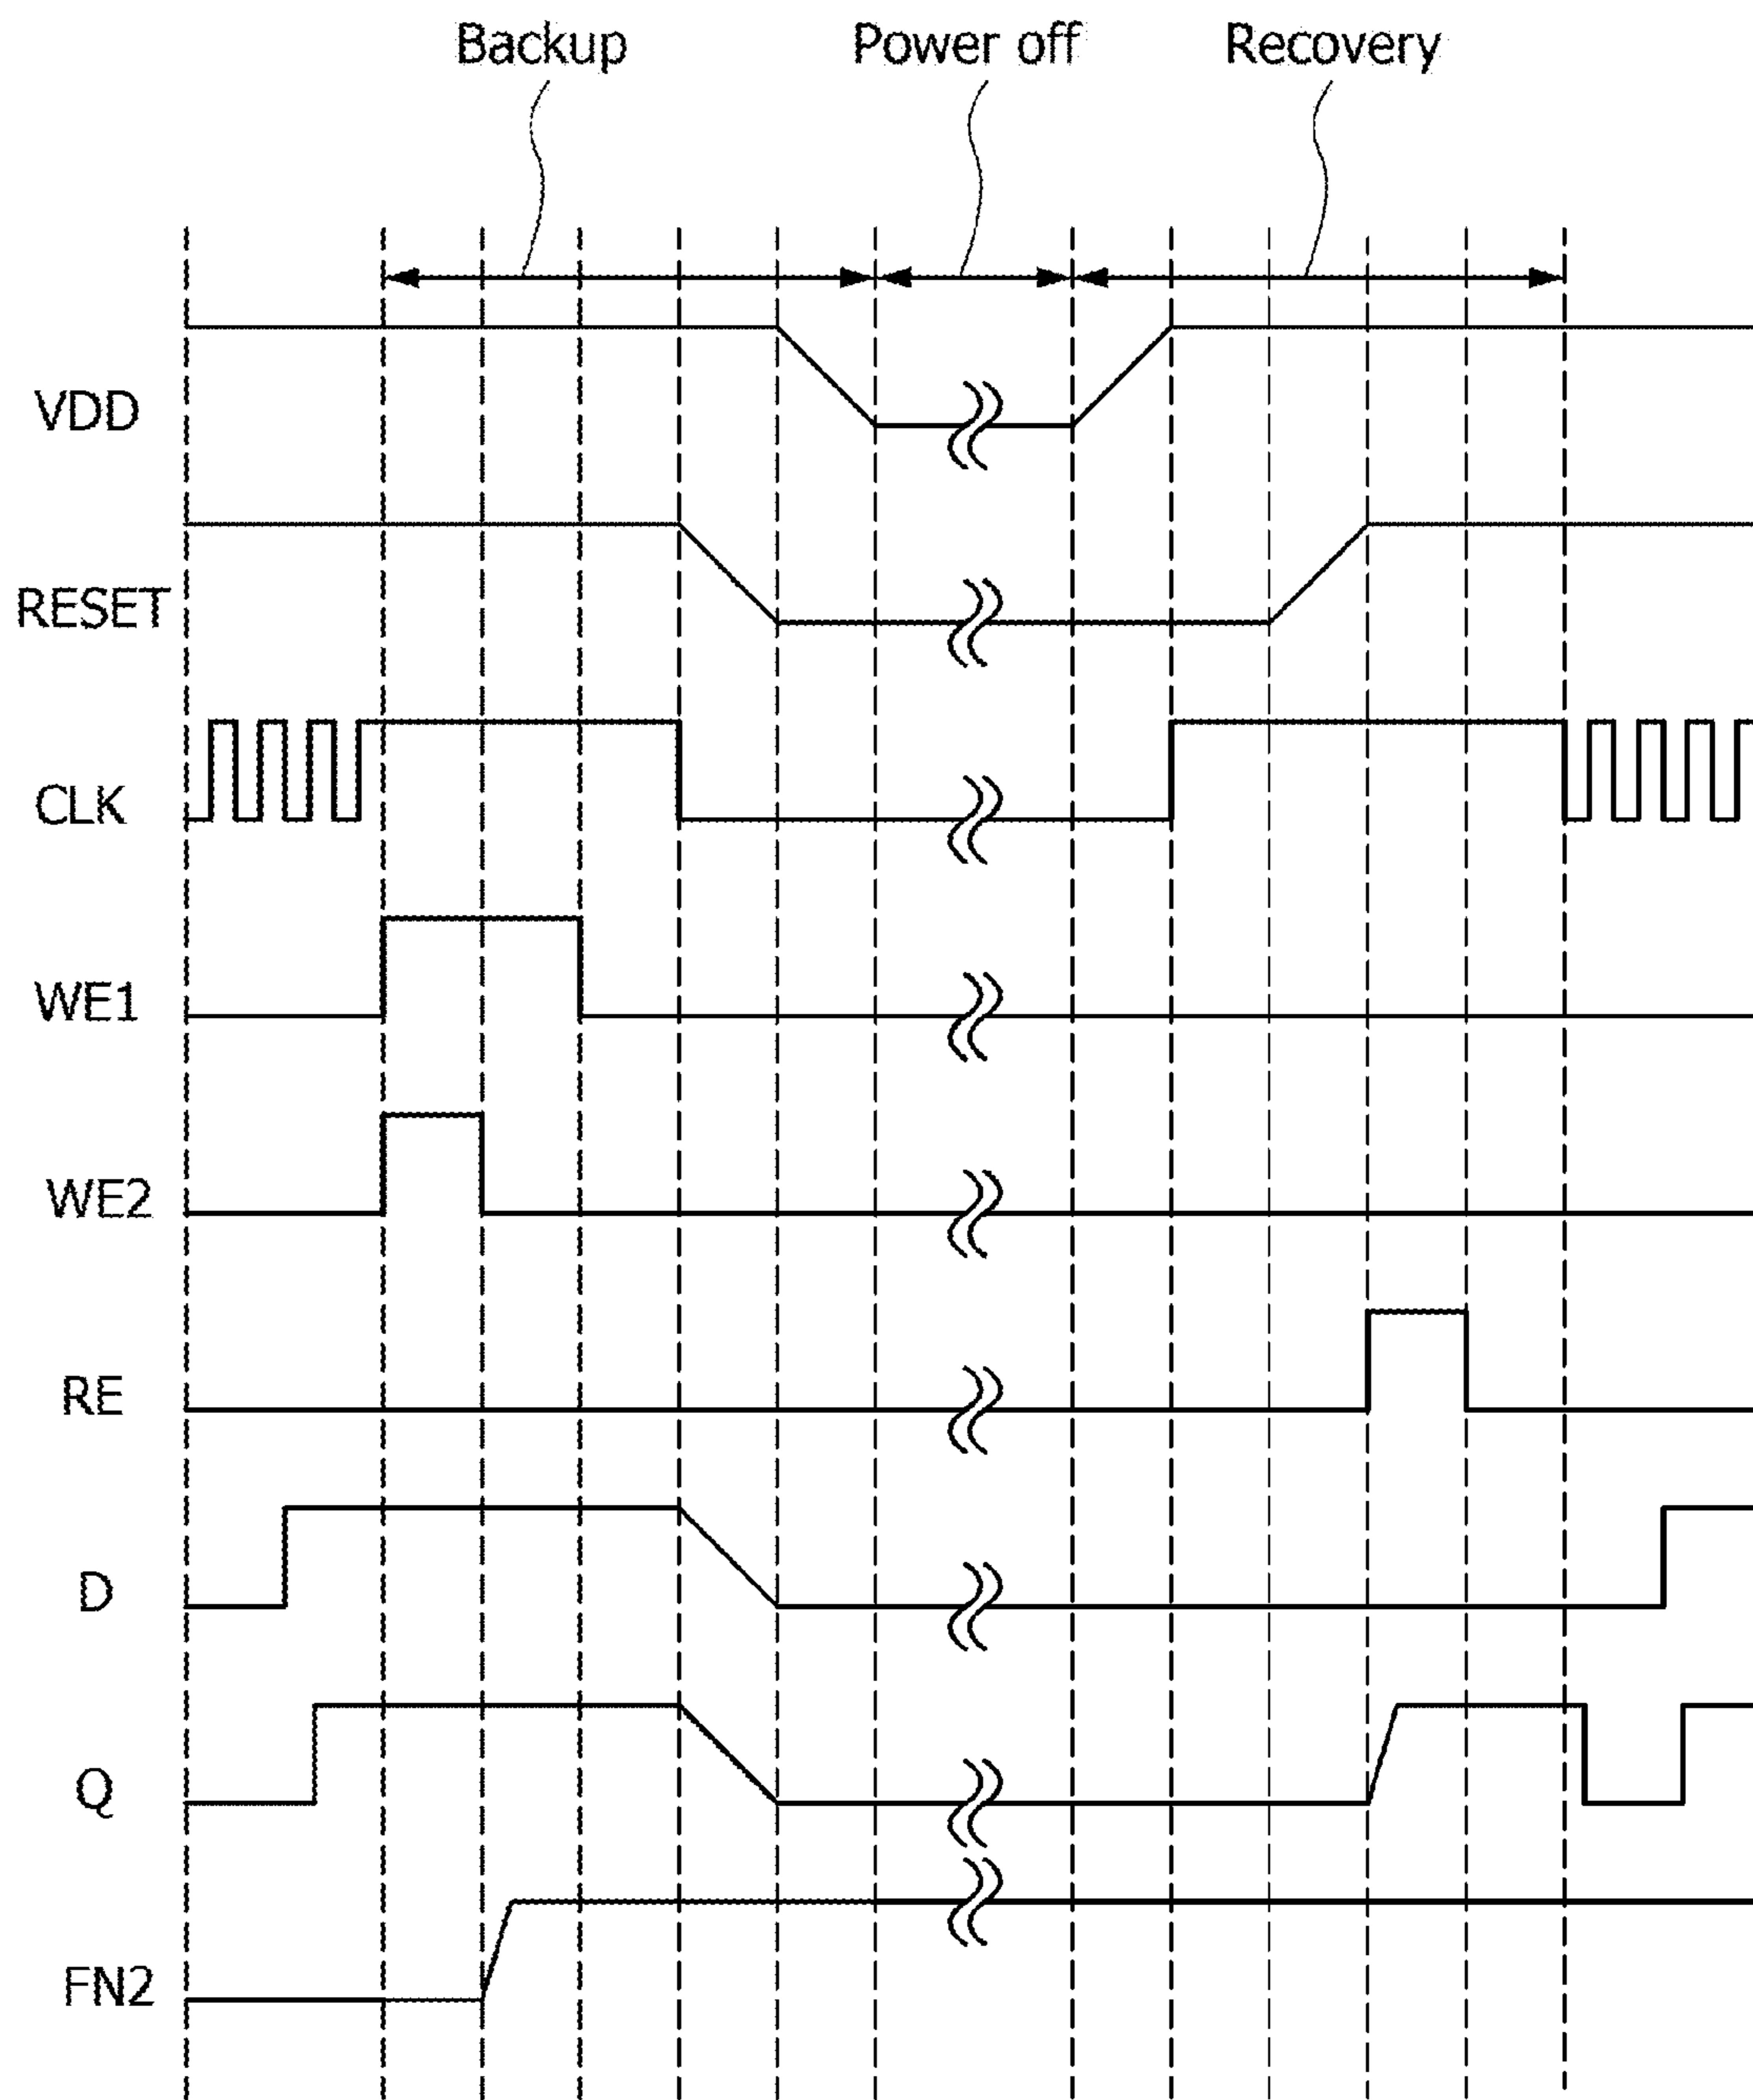 Backup Power off Recovery
VDD
RESET
CLK
WE1
WE2
RE
D
Q
FN2